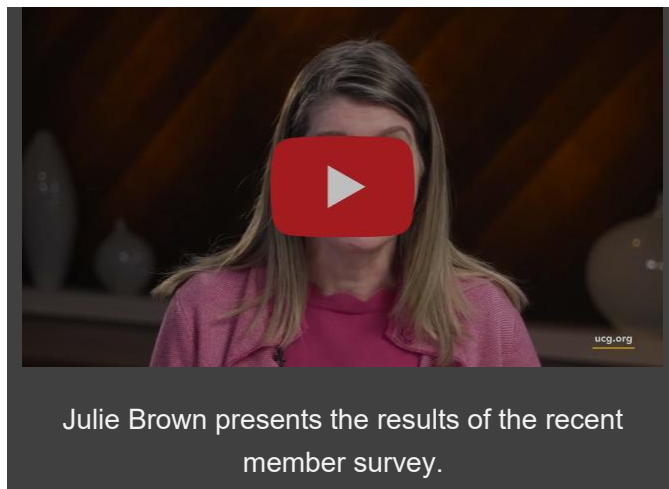 ucg.org
Julie Brown presents the results of the recent
member survey.